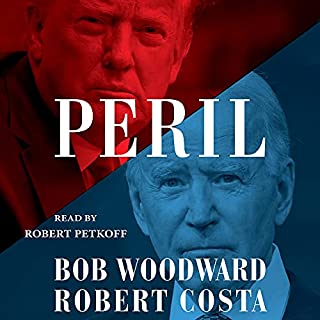 PERIL
READ BY
ROBERT PETKOFF
BOB WOODWARD
ROBERT COSTA